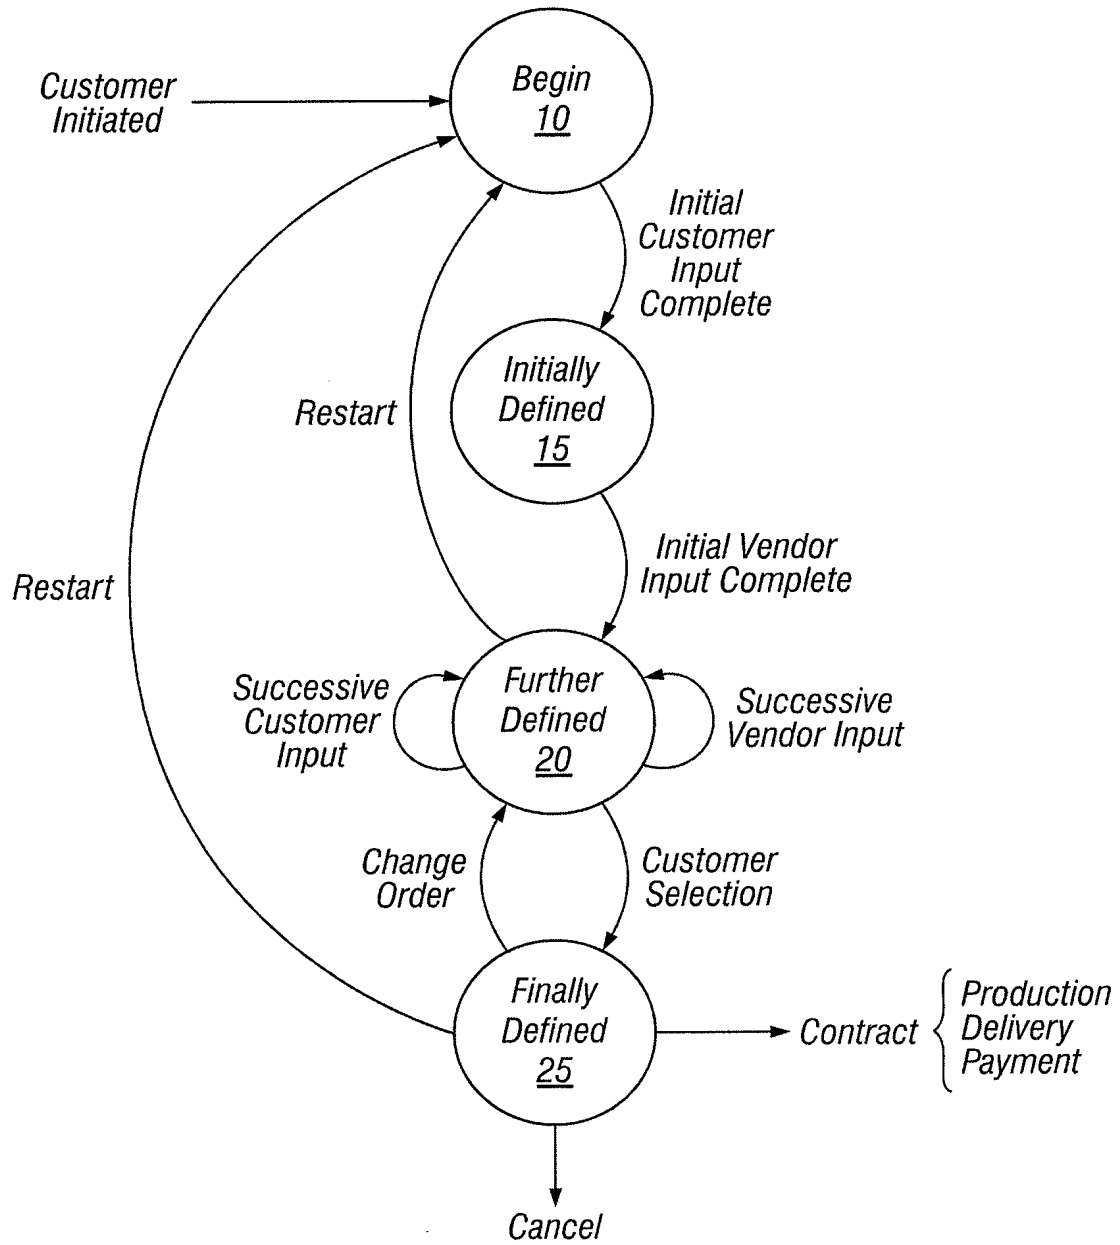 Customer
Initiated
Begin
10
Initial
Customer
Input
Complete
Initially
Defined
15
Restart
Initial Vendor
Input Complete
Restart
Further
Defined
20
Successive
Customer
Input
Successive
Vendor Input
Change
Order
Customer
Selection
Finally
Defined
25
Contract
Production
Delivery
Payment
Cancel